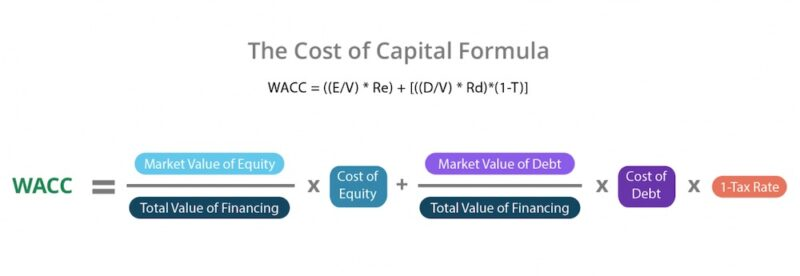 The Cost of Capital Formula
WACC = ((E/V) * Re) + [((D/V) * Rd)*(1-T)]
WACC = Market Value of Equity x Cost of Equity + Market Value of Debt x Cost of Debt x 1-Tax Rate
Total Value of Financing Total Value of Financing